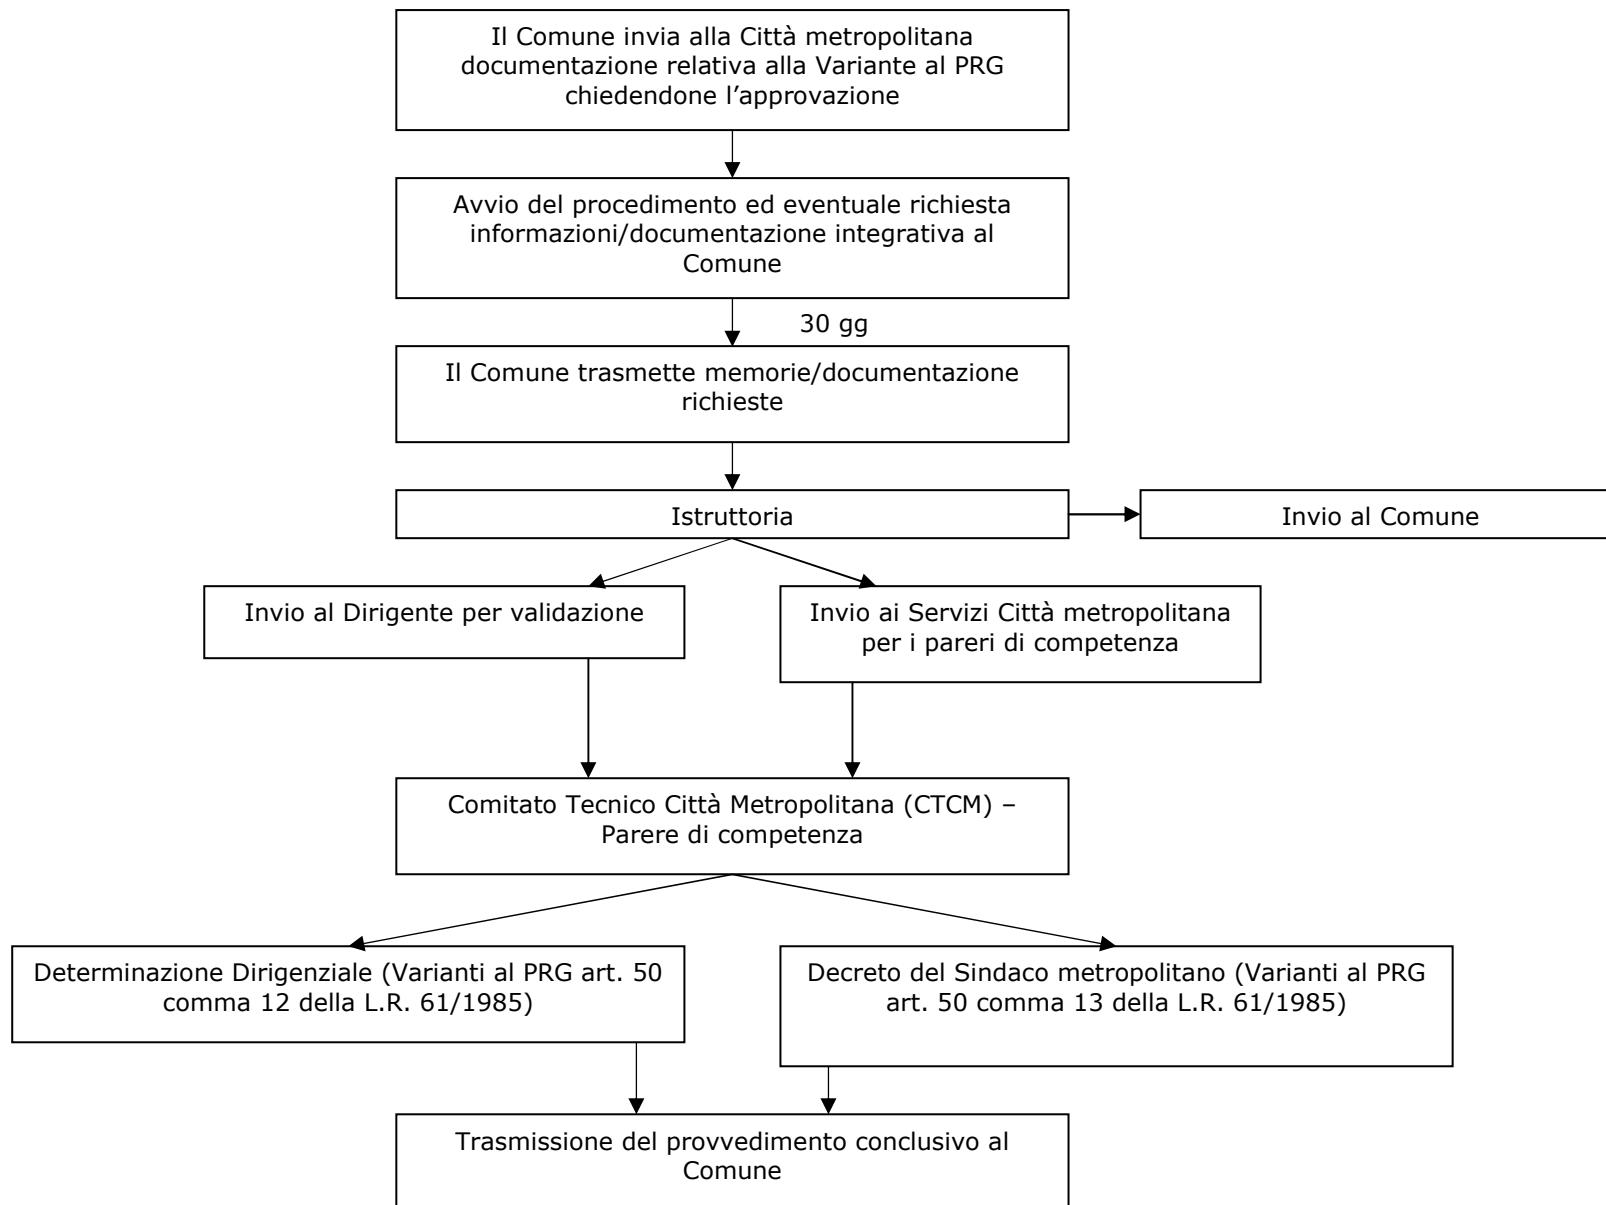 Il Comune invia alla Città metropolitana
documentazione relativa alla Variante al PRG
chiedendone l’approvazione
Avvio del procedimento ed eventuale richiesta
informazioni/documentazione integrativa al
Comune
30 gg
Il Comune trasmette memorie/documentazione
richieste
Istruttoria
Invio al Comune
Invio al Dirigente per validazione
Invio ai Servizi Città metropolitana
per i pareri di competenza
Comitato Tecnico Città Metropolitana (CTCM) –
Parere di competenza
Determinazione Dirigenziale (Varianti al PRG art. 50
comma 12 della L.R. 61/1985)
Decreto del Sindaco metropolitano (Varianti al PRG
art. 50 comma 13 della L.R. 61/1985)
Trasmissione del provvedimento conclusivo al
Comune